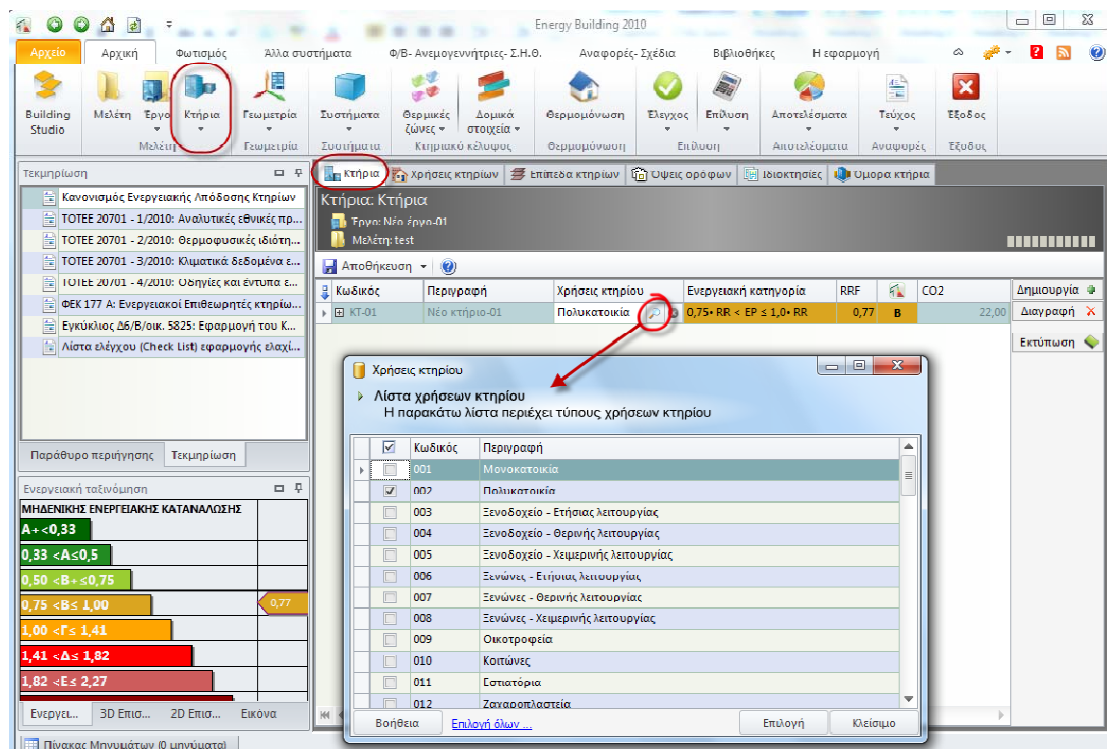 Energy Building 2010
Αρχείο Αρχική Φωτισμός Άλλα συστήματα Φ/Β- Ανεμογεννήτριες- Σ.Η.Θ. Αναφορές- Σχέδια Βιβλιοθήκες Η εφαρμογή
Building Studio Μελέτη Έργο Κτήρια Γεωμετρία Συστήματα Θερμικές ζώνες Δομικά στοιχεία Θερμομόνωση Έλεγχος Επίλυση Αποτελέσματα Τεύχος Έξοδος
Μελέτη Γεωμετρία Συστήματα Κτηριακό κέλυφος Θερμομόνωση Επίλυση Αποτελέσματα Αναφορές Έξοδος
Τεκμηρίωση
Κανονισμός Ενεργειακής Απόδοσης Κτηρίων
ΤΟΤΕΕ 20701 - 1/2010: Αναλυτικές εθνικές πρ...
ΤΟΤΕΕ 20701 - 2/2010: Θερμοφυσικές ιδιότη...
ΤΟΤΕΕ 20701 - 3/2010: Κλιματικά δεδομένα ε...
ΤΟΤΕΕ 20701 - 4/2010: Οδηγίες και έντυπα ε...
ΦΕΚ 177 Α: Ενεργειακοί Επιθεωρητές κτηρίω...
Εγκύκλιος Δ6/Β/οικ. 5825: Εφαρμογή του Κ...
Λίστα ελέγχου (Check List) εφαρμογής ελαχί...
Παράθυρο περιήγησης Τεκμηρίωση
Ενεργειακή ταξινόμηση
ΜΗΔΕΝΙΚΗΣ ΕΝΕΡΓΕΙΑΚΗΣ ΚΑΤΑΝΑΛΩΣΗΣ
Α+<0,33
0,33 <Α≤0,5
0,50 <Β+≤0,75
0,75 <Β≤ 1,00 0,77
1,00 <Γ≤ 1,41
1,41 <Δ≤ 1,82
1,82 <Ε≤ 2,27
Ενεργει... 3D Επισ... 2D Επισ... Εικόνα
Πίνακας Μηνυμάτων (0 μηνύματα)
Κτήρια Χρήσεις κτηρίων Επίπεδα κτηρίων Όψεις ορόφων Ιδιοκτησίες Όμορα κτήρια
Κτήρια: Κτήρια
Έργο: Νέο έργο-01
Μελέτη: test
Αποθήκευση
Κωδικός Περιγραφή Χρήσεις κτηρίου Ενεργειακή κατηγορία RRF CO2
ΚΤ-01 Νέο κτήριο-01 Πολυκατοικία 0,75• RR < EP ≤ 1,0• RR 0,77 B 22,00
Δημιουργία
Διαγραφή
Εκτύπωση
Χρήσεις κτηρίου
Λίστα χρήσεων κτηρίου
Η παρακάτω λίστα περιέχει τύπους χρήσεων κτηρίου
Κωδικός Περιγραφή
001 Μονοκατοικία
002 Πολυκατοικία
003 Ξενοδοχείο - Ετήσιας λειτουργίας
004 Ξενοδοχείο - Θερινής λειτουργίας
005 Ξενοδοχείο - Χειμερινής λειτουργίας
006 Ξενώνες - Ετήσιας λειτουργίας
007 Ξενώνες - Θερινής λειτουργίας
008 Ξενώνες - Χειμερινής λειτουργίας
009 Οικοτροφεία
010 Κοιτώνες
011 Εστιατόρια
012 Ζαχαροπλαστεία
Βοήθεια Επιλογή όλων ... Επιλογή Κλείσιμο